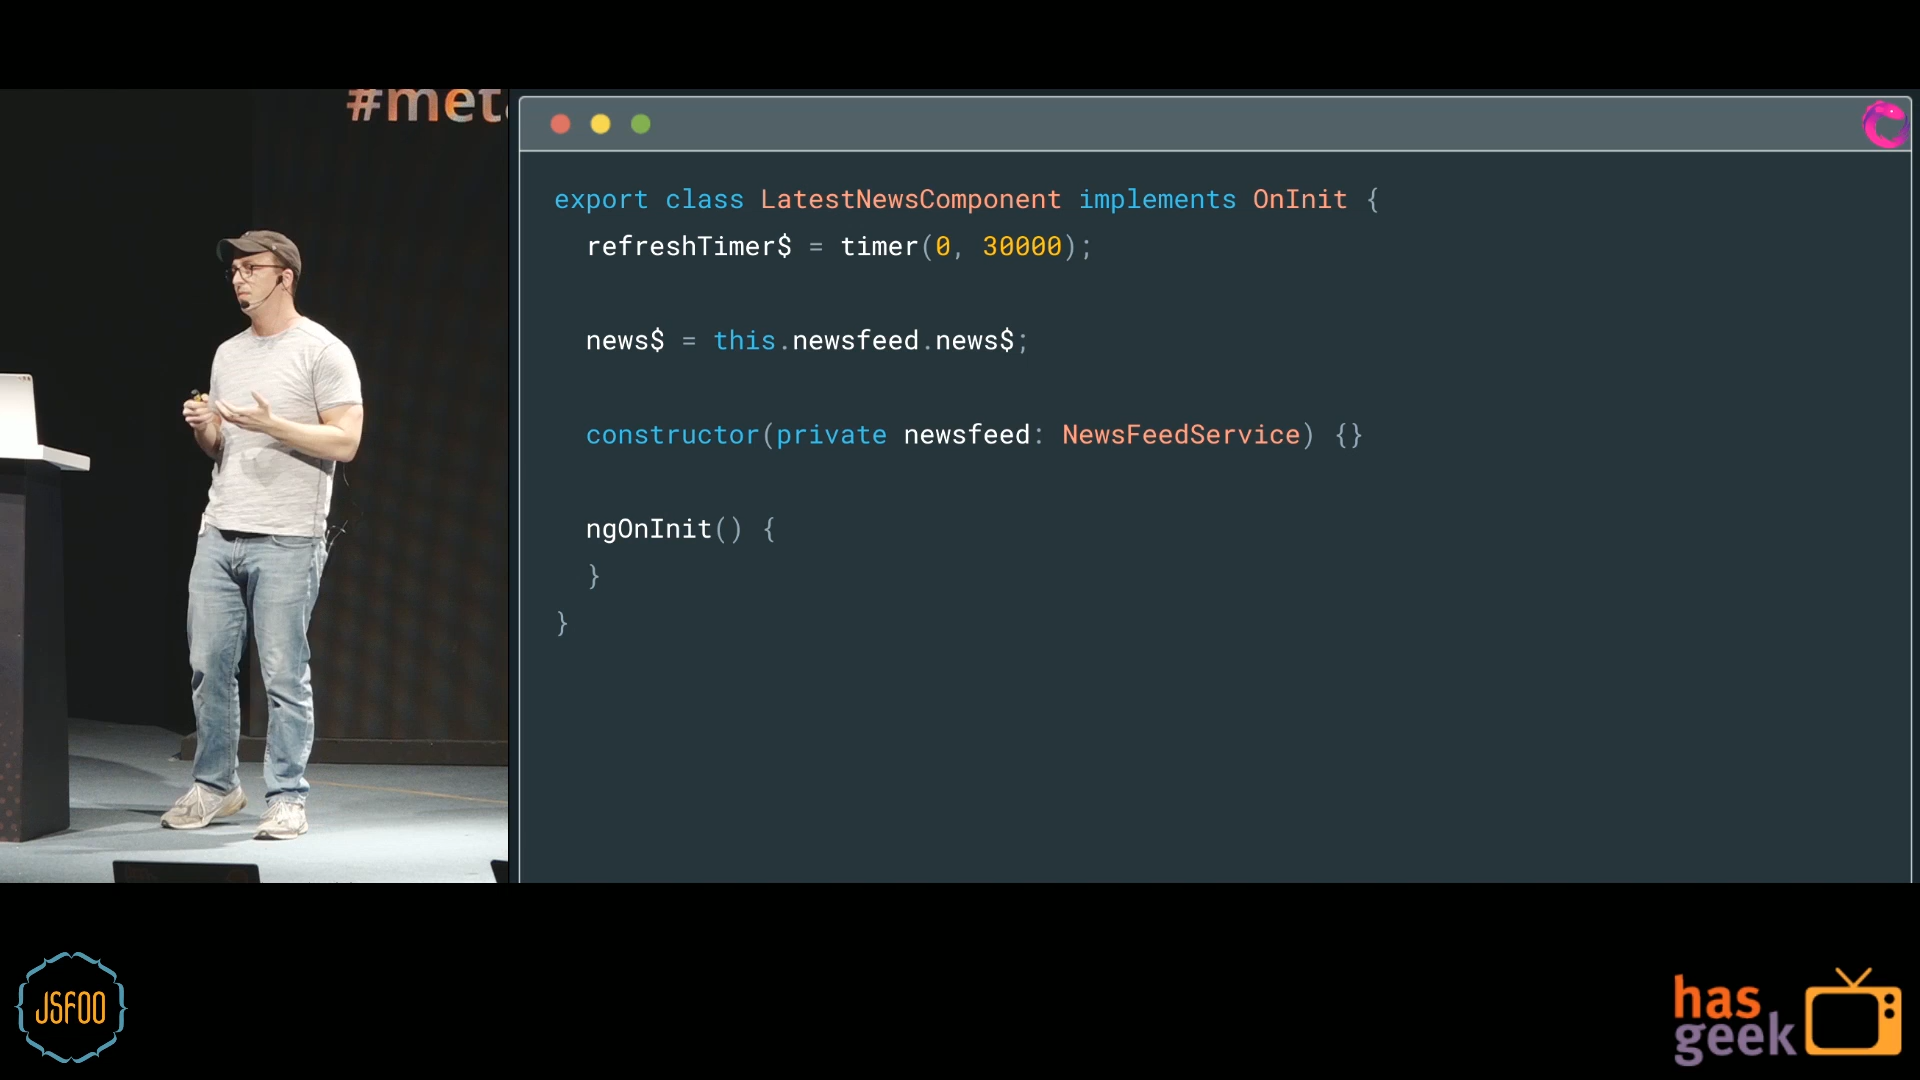 #meta
export class LatestNewsComponent implements OnInit {
refreshTimer$ = timer(0, 30000);
news$ = this.newsfeed.news$;
constructor(private newsfeed: NewsFeedService) {}
ngOnInit() {
}
}
JSFOO
has
geek